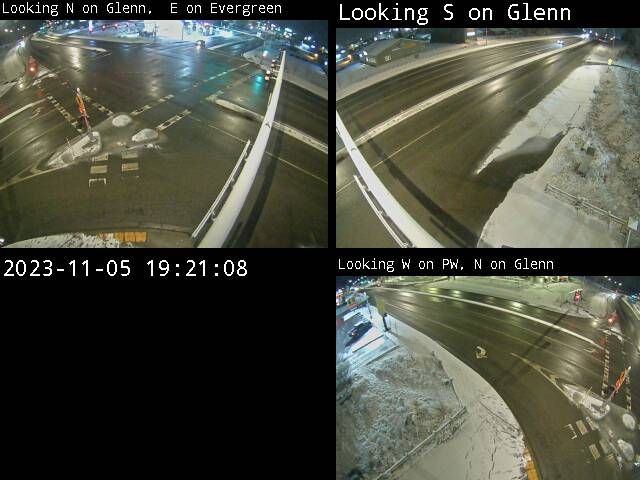 Looking N on Glenn,  E on Evergreen
Looking S on Glenn
2023-11-05 19:21:08
Looking W on PW, N on Glenn